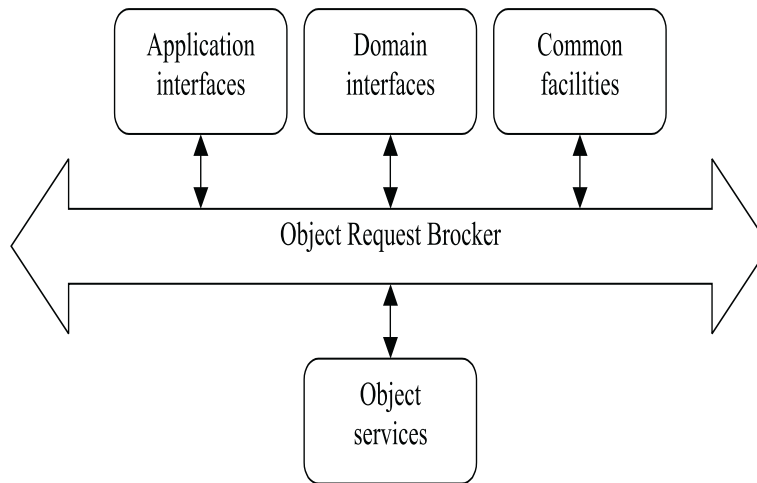 Application
interfaces
Domain
interfaces
Common
facilities
Object Request Brocker
Object
services